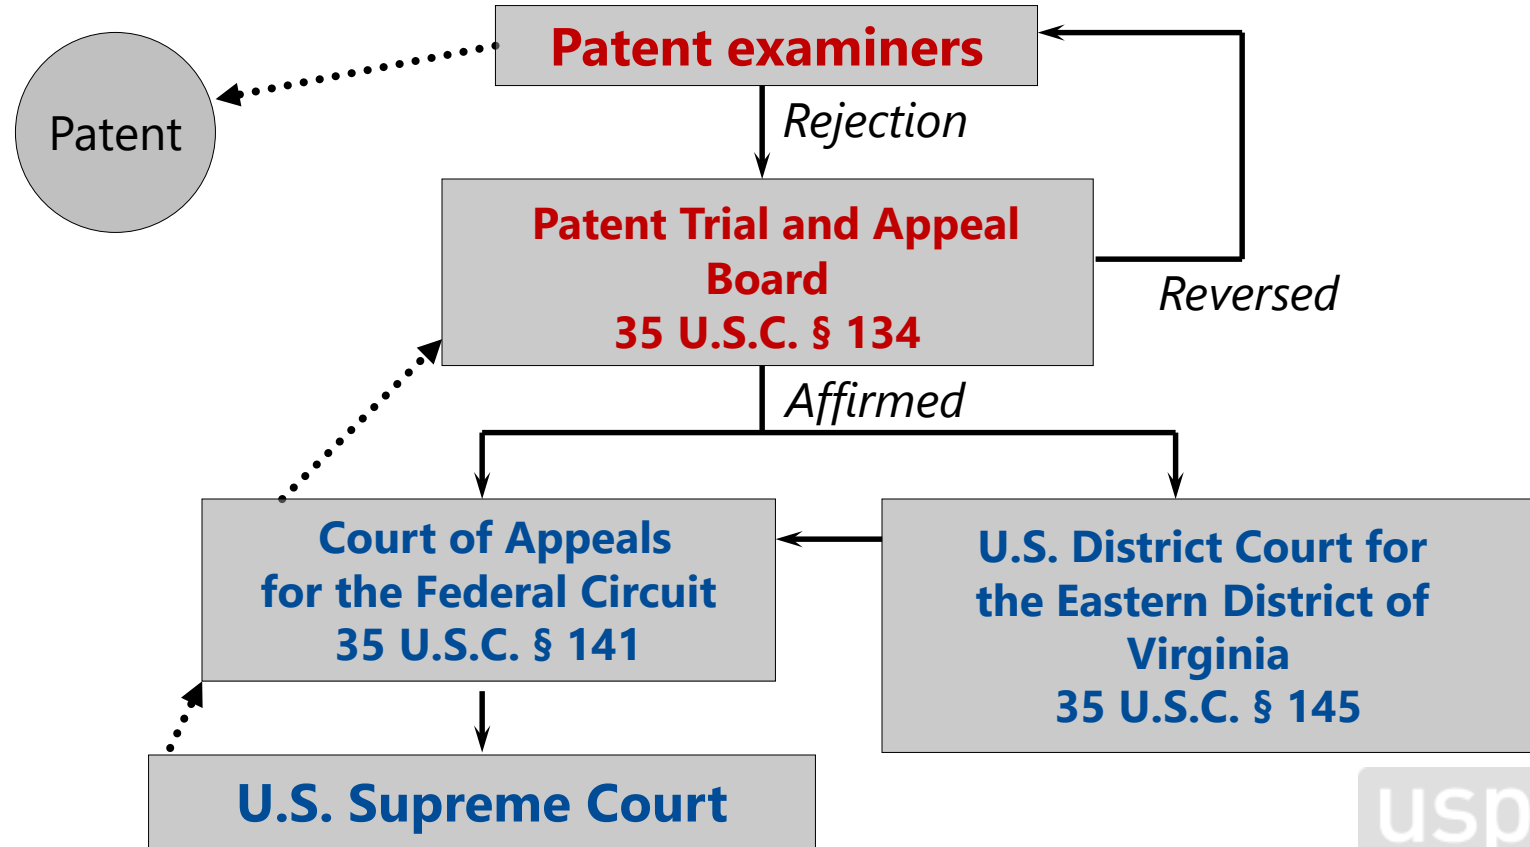 Patent examiners
Patent
Rejection
Patent Trial and Appeal
Board
35 U.S.C. § 134
Reversed
Affirmed
Court of Appeals
for the Federal Circuit
35 U.S.C. § 141
U.S. District Court for
the Eastern District of
Virginia
35 U.S.C. § 145
U.S. Supreme Court
usp